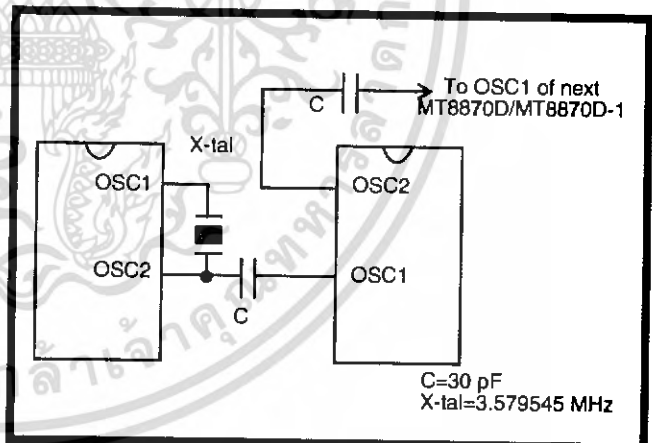 To OSC1 of next
MT8870D/MT8870D-1
C
X-tal
OSC1
OSC2
OSC2
OSC1
C
C=30 pF
X-tal=3.579545 MHz